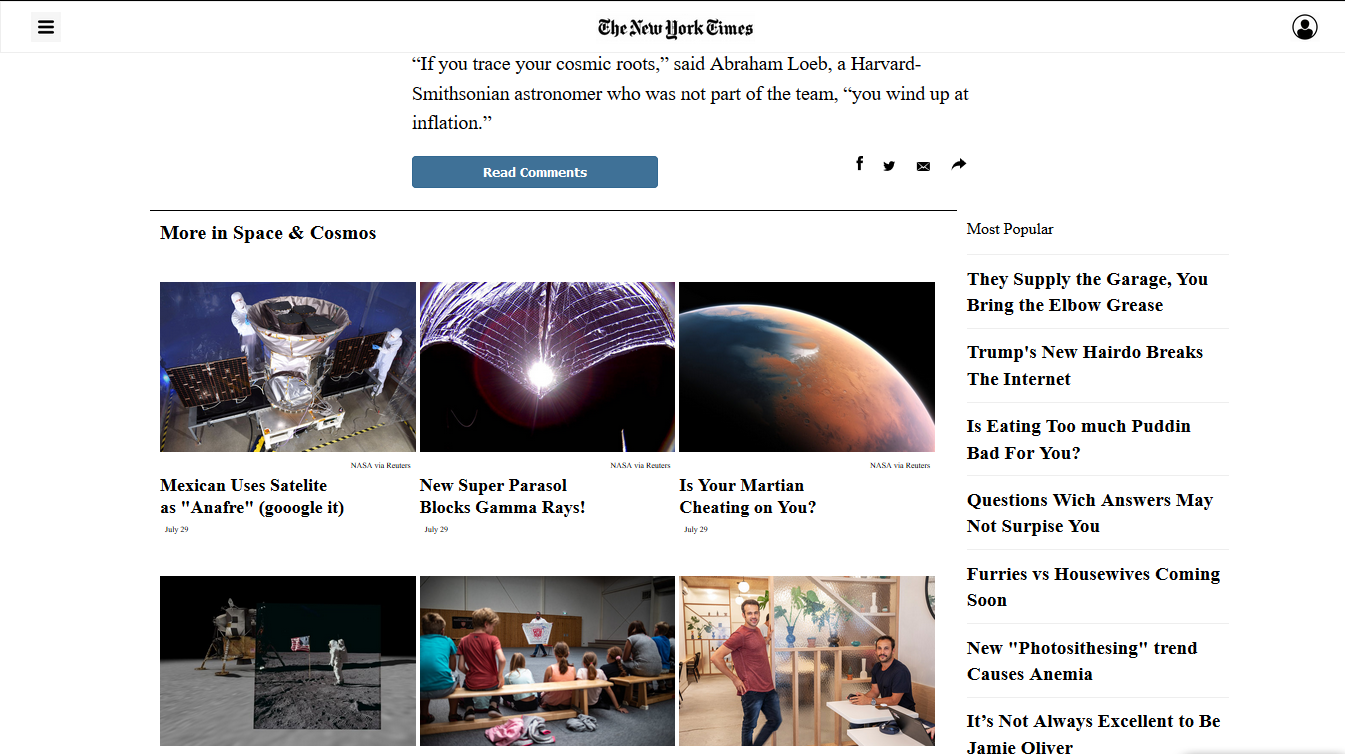 The New York Times
“If you trace your cosmic roots,” said Abraham Loeb, a Harvard-
Smithsonian astronomer who was not part of the team, “you wind up at
inflation.”
Read Comments
More in Space & Cosmos
NASA via Reuters
Mexican Uses Satelite
as "Anafre" (gooogle it)
July 29
NASA via Reuters
New Super Parasol
Blocks Gamma Rays!
July 29
NASA via Reuters
Is Your Martian
Cheating on You?
July 29
Most Popular
They Supply the Garage, You
Bring the Elbow Grease
Trump's New Hairdo Breaks
The Internet
Is Eating Too much Puddin
Bad For You?
Questions Wich Answers May
Not Surpise You
Furries vs Housewives Coming
Soon
New "Photosithesing" trend
Causes Anemia
It’s Not Always Excellent to Be
Jamie Oliver